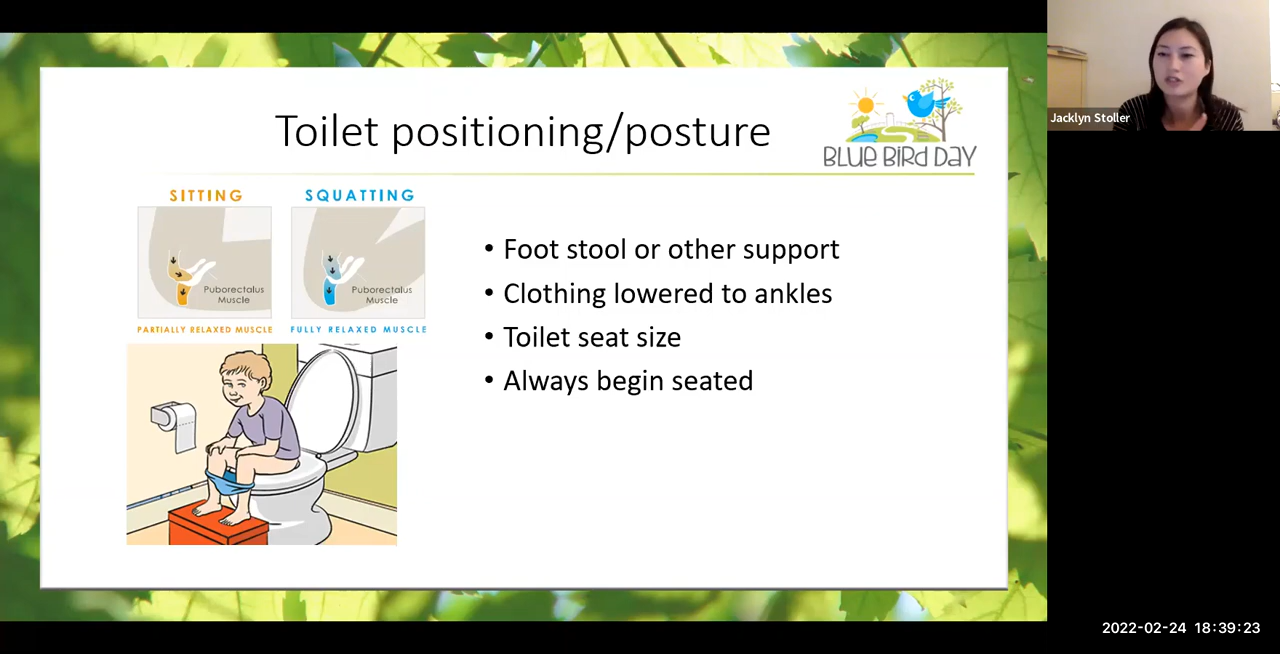 Toilet positioning/posture
BLUE BIRD DAY
Jacklyn Stoller
SITTING
SQUATTING
Puborectalus
Muscle
Puborectalus
Muscle
PARTIALLY RELAXED MUSCLE
FULLY RELAXED MUSCLE
• Foot stool or other support
• Clothing lowered to ankles
• Toilet seat size
• Always begin seated
2022-02-24 18:39:23